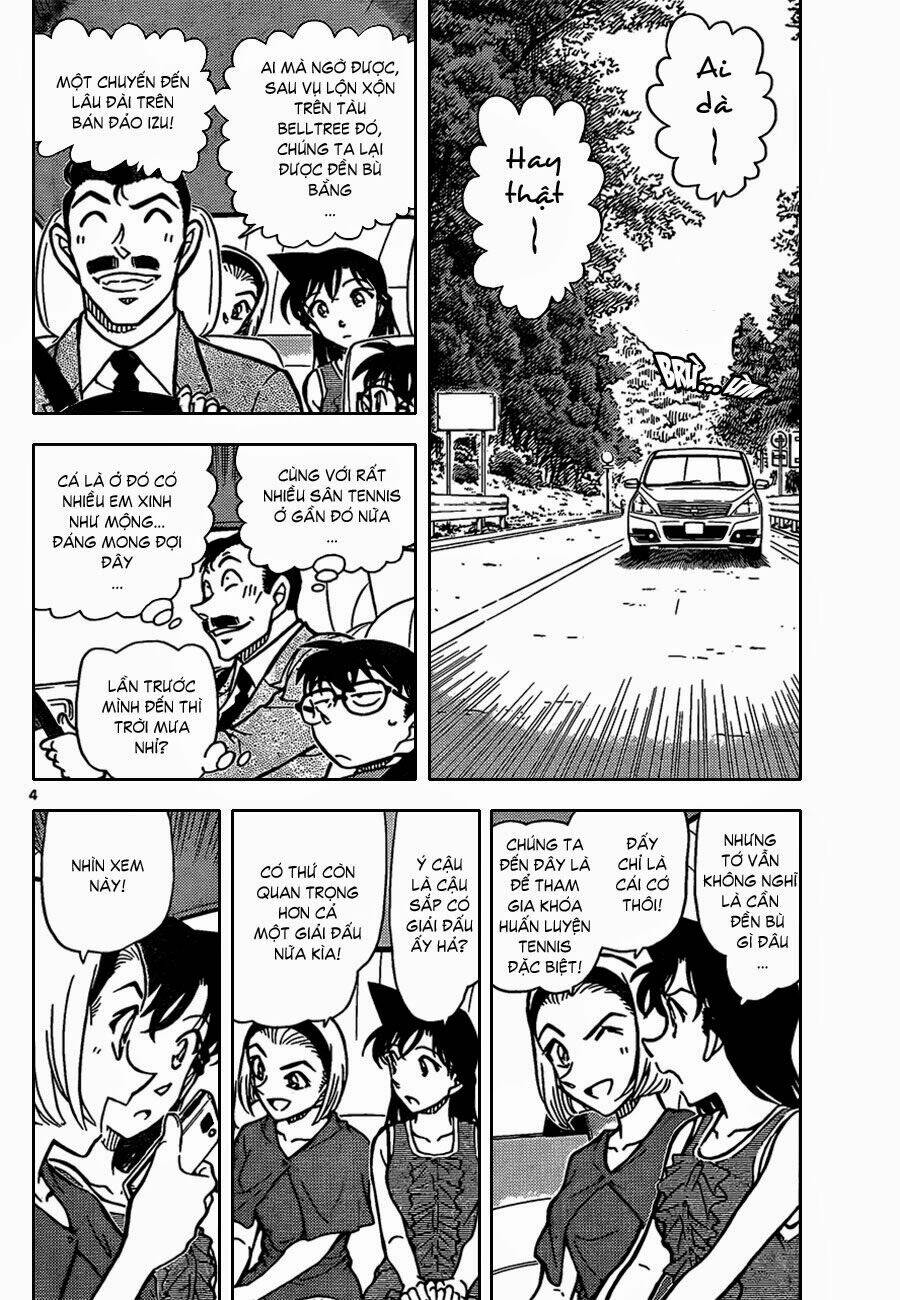 Ai
dà
~
Hay
thật
~
BRỪ...ÙM
AI MÀ NGỜ ĐƯỢC,
SAU VỤ LỘN XỘN
TRÊN TÀU
BELLTREE ĐÓ,
CHÚNG TA LẠI
ĐƯỢC ĐỀN BÙ
BẰNG
...
MỘT CHUYẾN ĐẾN
LÂU ĐÀI TRÊN
BÁN ĐẢO IZU!
CÙNG VỚI RẤT
NHIỀU SÂN TENNIS
Ở GẦN ĐÓ NỮA
...
CÁ LÀ Ở ĐÓ CÓ
NHIỀU EM XINH
NHƯ MỘNG...
ĐÁNG MONG ĐỢI
ĐÂY
...
LẦN TRƯỚC
MÌNH ĐẾN THÌ
TRỜI MƯA
NHỈ?
4
NHƯNG
TỚ VẪN
KHÔNG NGHĨ
LÀ CẦN
ĐỀN BÙ
GÌ ĐÂU
...
ĐẤY
CHỈ LÀ
CÁI CỚ
THÔI!
CHÚNG TA
ĐẾN ĐÂY LÀ
ĐỂ THAM
GIA KHÓA
HUẤN LUYỆN
TENNIS
ĐẶC BIỆT!
Ý CẬU
LÀ CẬU
SẮP CÓ
GIẢI ĐẤU
ẤY HẢ?
CÓ THỨ CÒN
QUAN TRỌNG
HƠN CẢ
MỘT GIẢI ĐẤU
NỮA KÌA!
NHÌN XEM
NÀY!